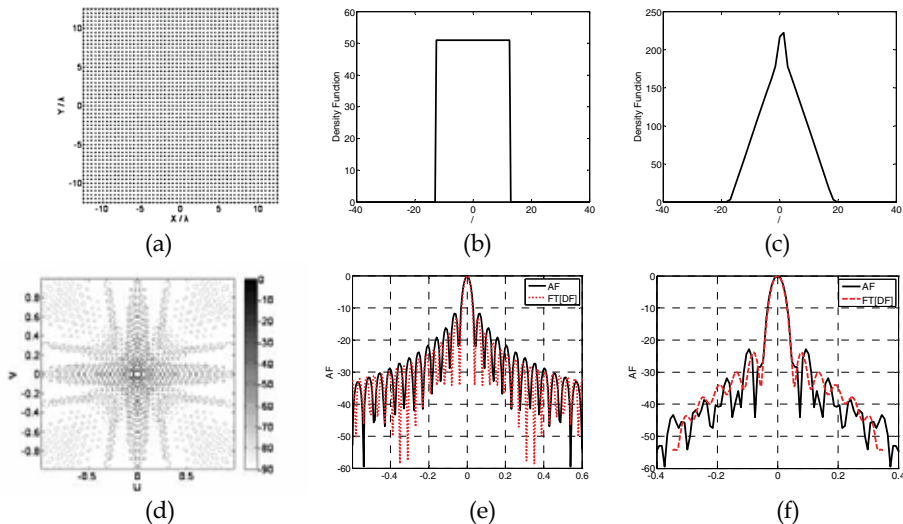 10
5
0
-5
-10
Y / λ
-10 -5 0 5 10
X / λ
(a)
60
50
40
30
20
10
0
Density Function
-40 -20 0 20 40
/
(b)
250
200
150
100
50
0
Density Function
-40 -20 0 20 40
/
(c)
0.8
0.6
0.4
0.2
0
-0.2
-0.4
-0.6
-0.8
V
-0.5 0 0.5
U
0
-10
-20
-30
-40
-50
-60
-70
-80
-90
(d)
0
-10
-20
-30
-40
-50
-60
AF
AF
FT[DF]
-0.6 -0.4 -0.2 0 0.2 0.4 0.6
(e)
0
-10
-20
-30
-40
-50
-60
AF
AF
FT[DF]
-0.4 -0.2 0 0.2 0.4
(f)